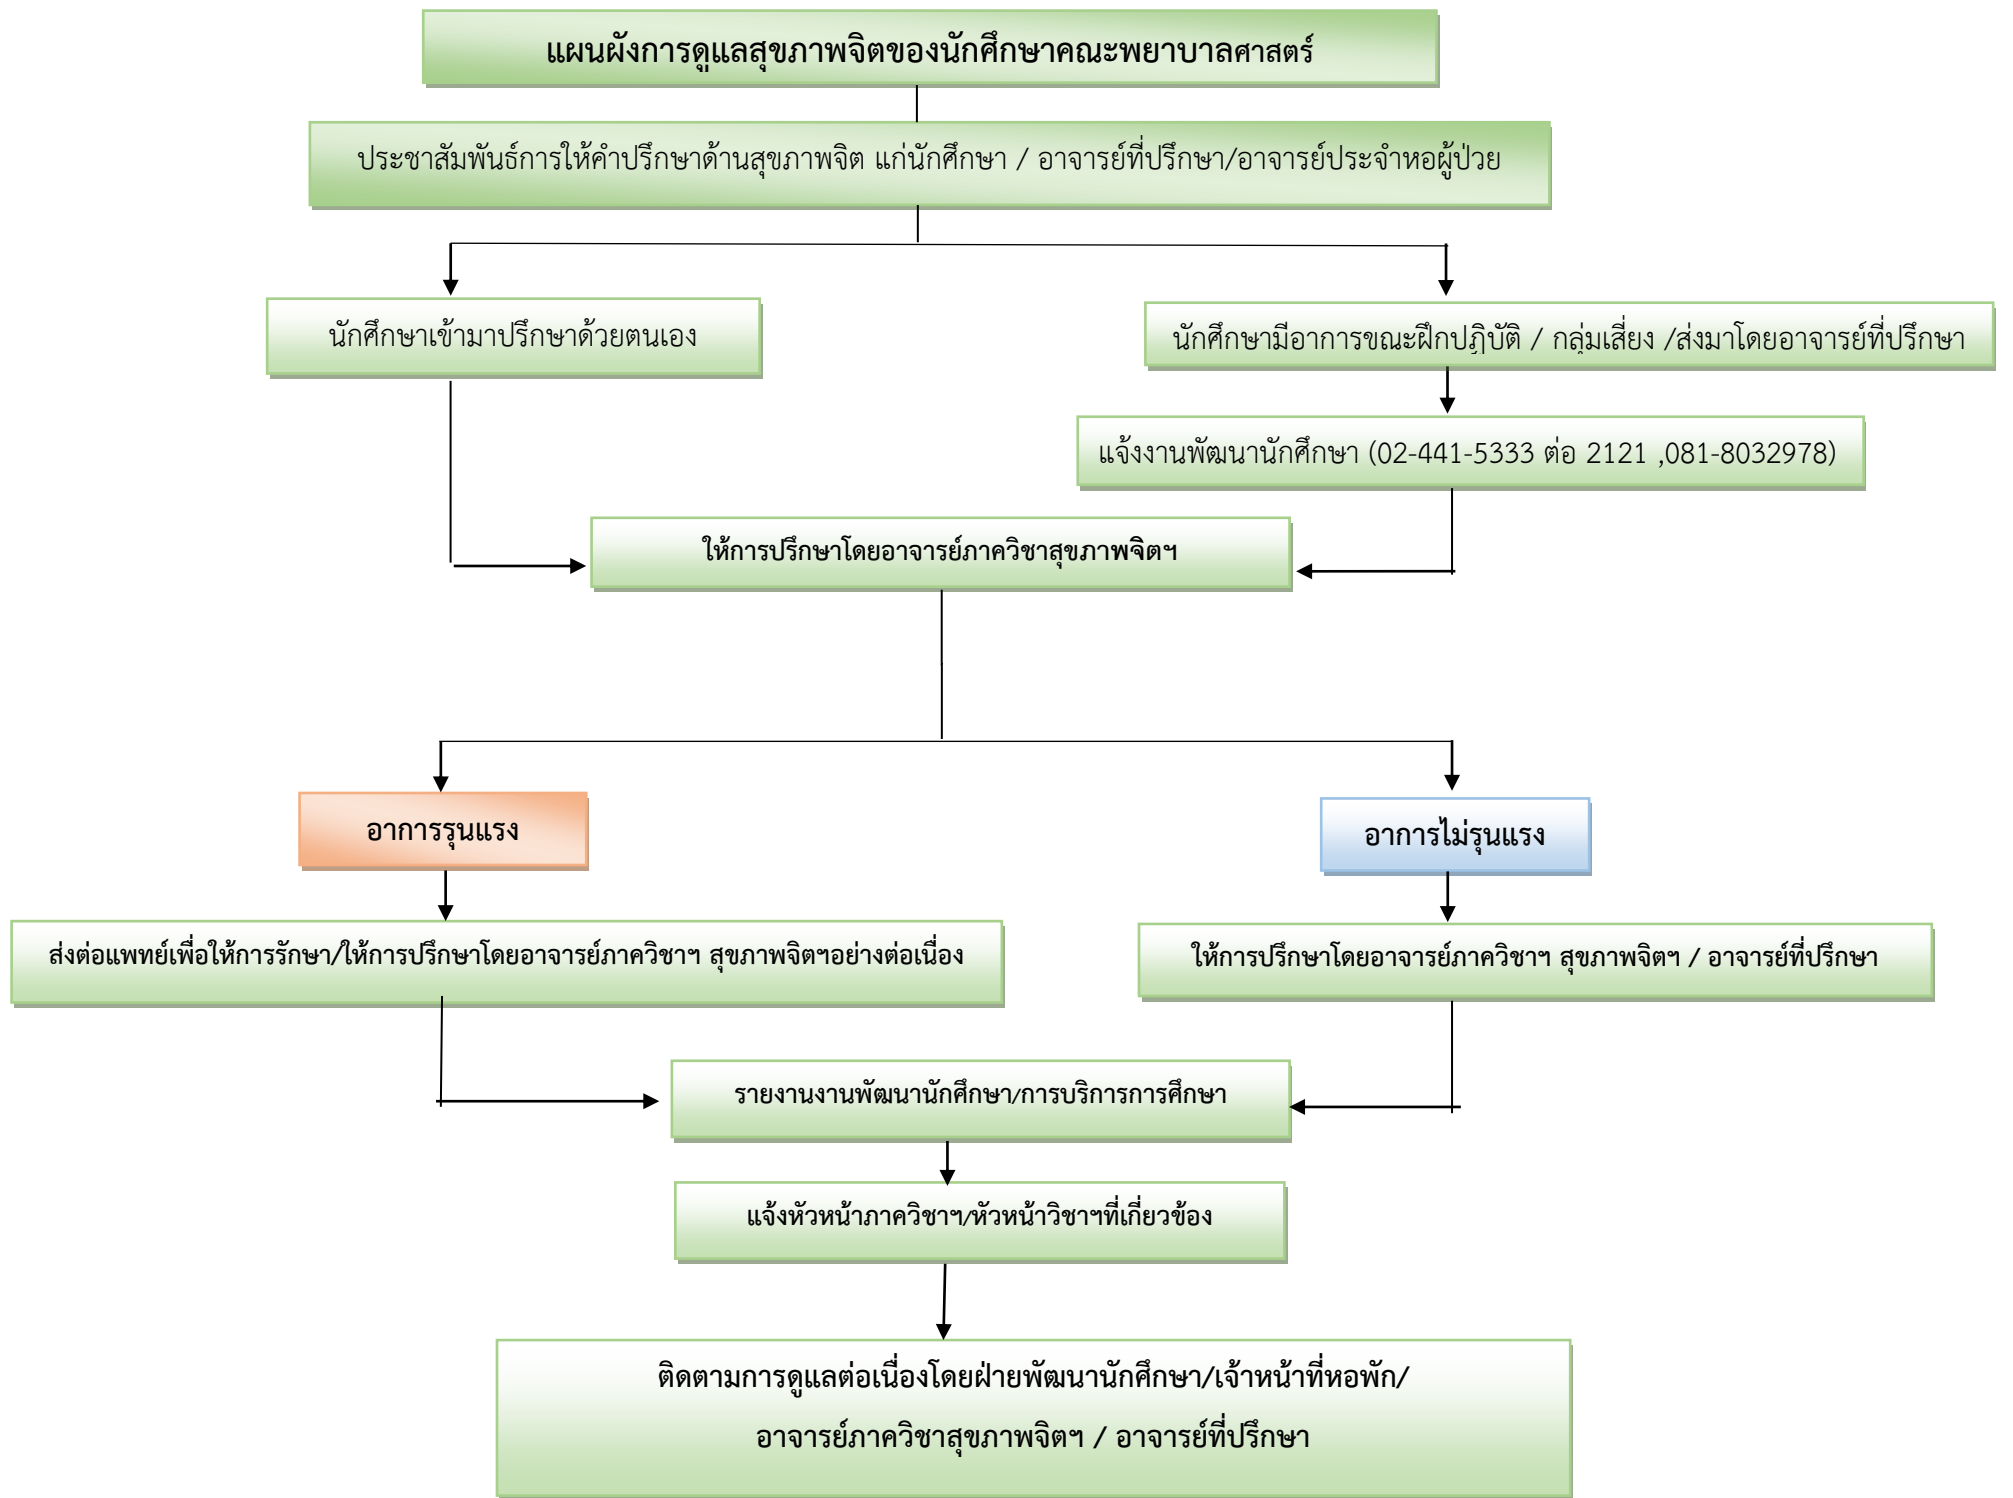 แผนผังการดูแลสุขภาพจิตของนักศึกษาคณะพยาบาลศาสตร์
ประชาสัมพันธ์การให้คำปรึกษาด้านสุขภาพจิต แก่นักศึกษา / อาจารย์ที่ปรึกษา/อาจารย์ประจำหอผู้ป่วย
นักศึกษาเข้ามาปรึกษาด้วยตนเอง
นักศึกษามีอาการขณะฝึกปฏิบัติ / กลุ่มเสี่ยง /ส่งมาโดยอาจารย์ที่ปรึกษา
แจ้งงานพัฒนานักศึกษา (02-441-5333 ต่อ 2121 ,081-8032978)
ให้การปรึกษาโดยอาจารย์ภาควิชาสุขภาพจิตฯ
อาการรุนแรง
อาการไม่รุนแรง
ส่งต่อแพทย์เพื่อให้การรักษา/ให้การปรึกษาโดยอาจารย์ภาควิชาฯ สุขภาพจิตฯอย่างต่อเนื่อง
ให้การปรึกษาโดยอาจารย์ภาควิชาฯ สุขภาพจิตฯ / อาจารย์ที่ปรึกษา
รายงานงานพัฒนานักศึกษา/การบริการการศึกษา
แจ้งหัวหน้าภาควิชาฯ/หัวหน้าวิชาฯที่เกี่ยวข้อง
ติดตามการดูแลต่อเนื่องโดยฝ่ายพัฒนานักศึกษา/เจ้าหน้าที่หอพัก/
อาจารย์ภาควิชาสุขภาพจิตฯ / อาจารย์ที่ปรึกษา